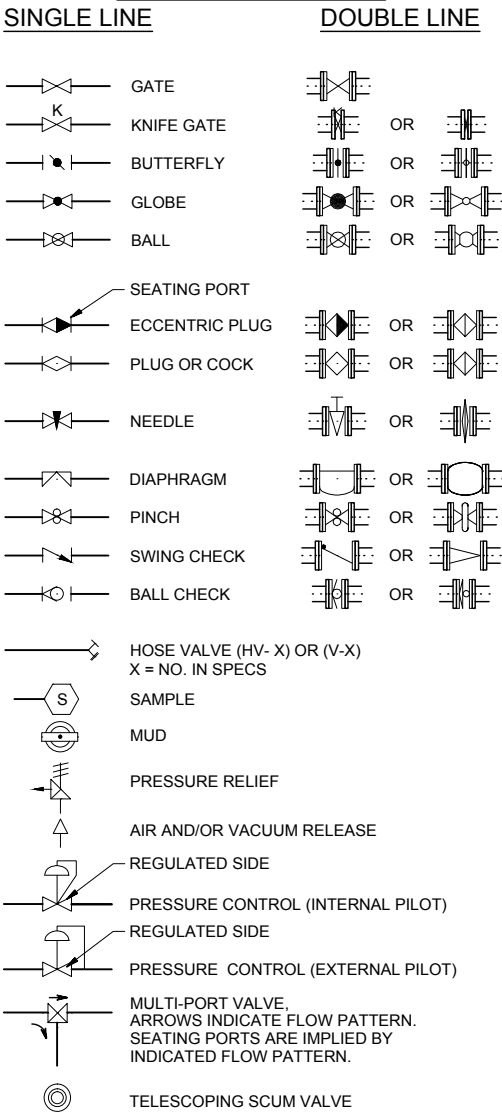 SINGLE LINE DOUBLE LINE
GATE
K
KNIFE GATE OR
BUTTERFLY OR
GLOBE OR
BALL OR
SEATING PORT
ECCENTRIC PLUG OR
PLUG OR COCK OR
NEEDLE OR
DIAPHRAGM OR
PINCH OR
SWING CHECK OR
BALL CHECK OR
HOSE VALVE (HV- X) OR (V-X)
X = NO. IN SPECS
S SAMPLE
MUD
PRESSURE RELIEF
AIR AND/OR VACUUM RELEASE
REGULATED SIDE
PRESSURE CONTROL (INTERNAL PILOT)
REGULATED SIDE
PRESSURE CONTROL (EXTERNAL PILOT)
MULTI-PORT VALVE,
ARROWS INDICATE FLOW PATTERN.
SEATING PORTS ARE IMPLIED BY
INDICATED FLOW PATTERN.
TELESCOPING SCUM VALVE